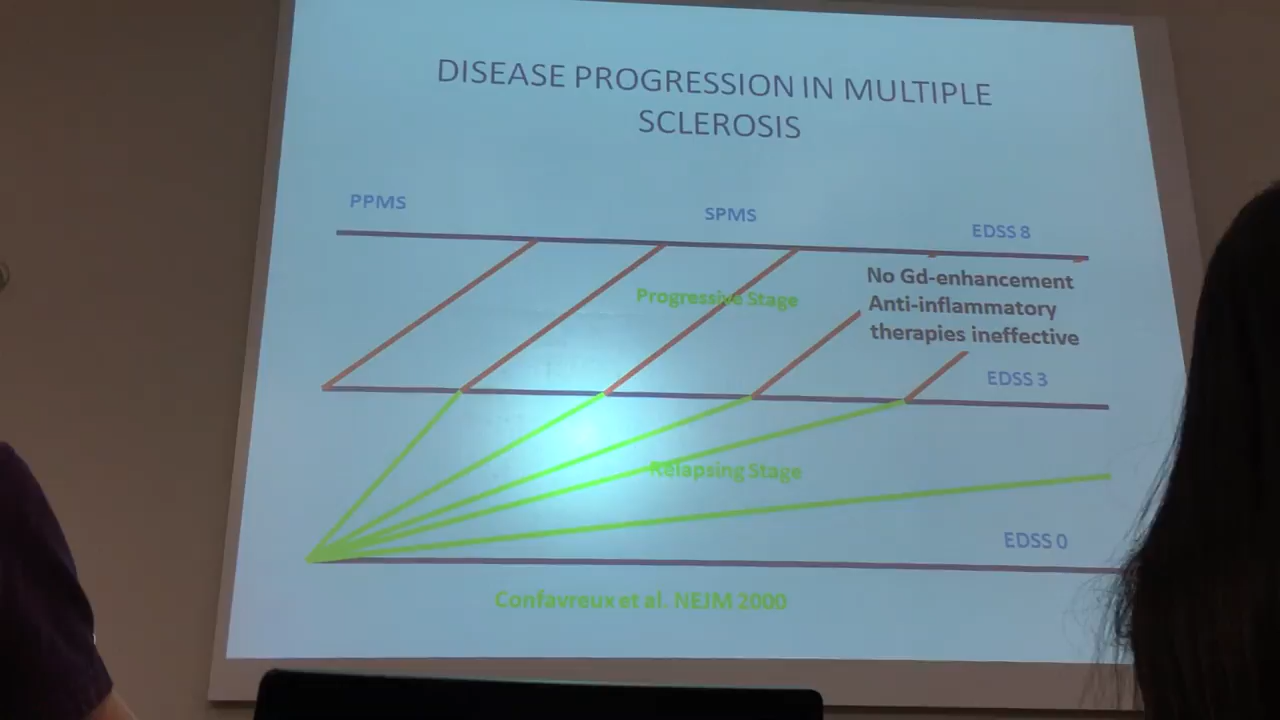 DISEASE PROGRESSION IN MULTIPLE
SCLEROSIS
PPMS
SPMS
EDSS 8
No Gd-enhancement
Anti-inflammatory
therapies ineffective
Progressive Stage
EDSS 3
Relapsing Stage
EDSS 0
Confavreux et al. NEJM 2000